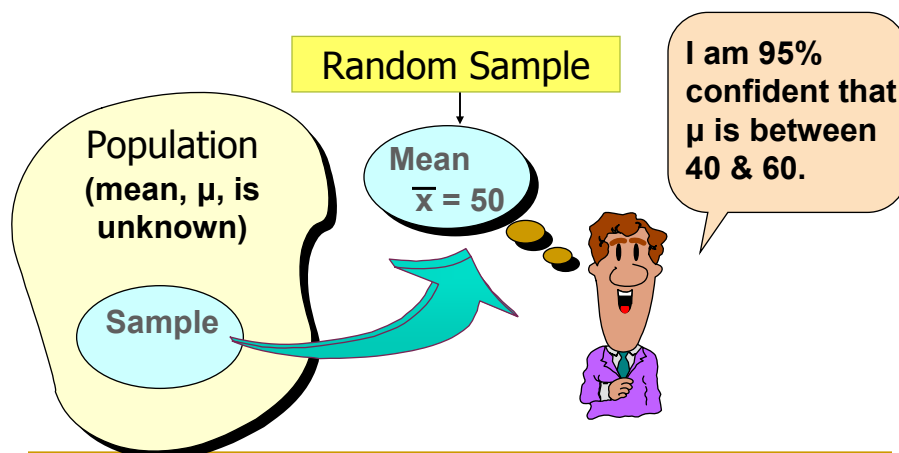 Random Sample
Population
(mean, μ, is
unknown)
Sample
Mean
x̅ = 50
I am 95%
confident that
μ is between
40 & 60.